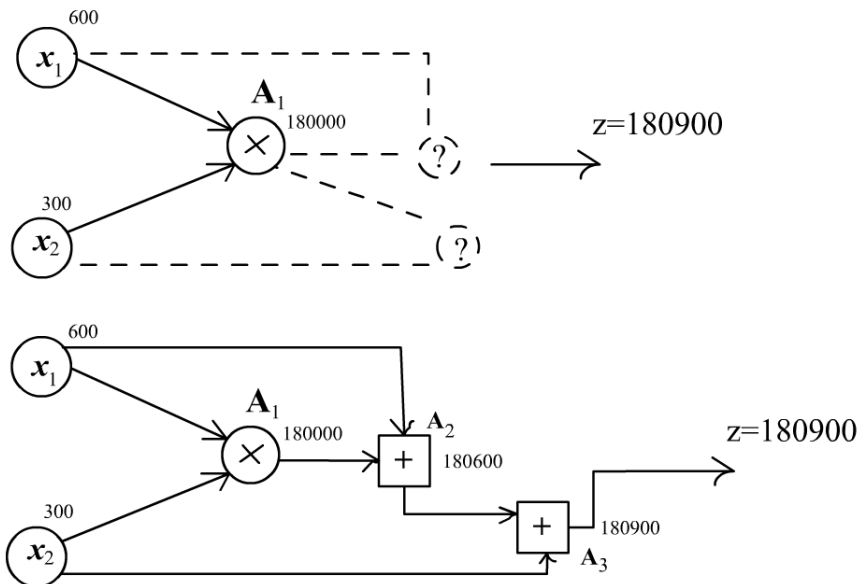 600
x₁
A₁
180000
×
?
z=180900
300
x₂
?
600
x₁
A₁
180000
×
A₂
+
180600
z=180900
300
x₂
+
180900
A₃